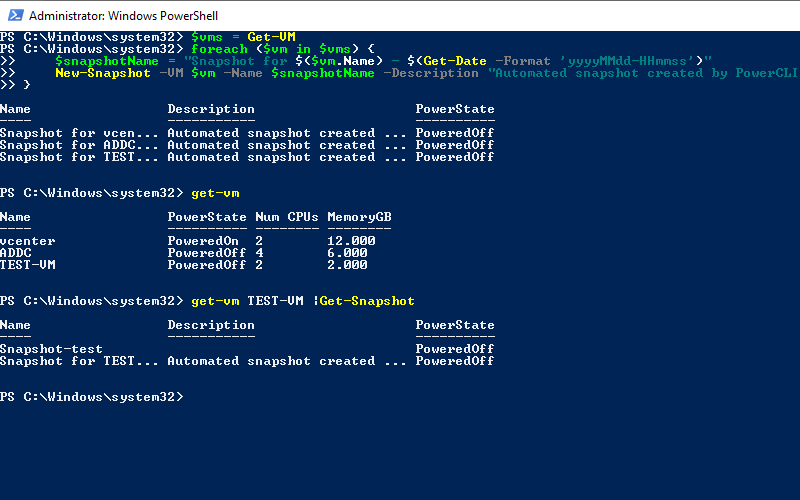 Administrator: Windows PowerShell
PS C:\Windows\system32> $vms = Get-VM
PS C:\Windows\system32> foreach ($vm in $vms) {
>>     $snapshotName = "Snapshot for $($vm.Name) - $(Get-Date -Format 'yyyyMMdd-HHmmss')"
>>     New-Snapshot -VM $vm -Name $snapshotName -Description "Automated snapshot created by PowerCLI
>> }
Name                 Description                    PowerState
----                 -----------                    ----------
Snapshot for vcen... Automated snapshot created ... PoweredOff
Snapshot for ADDC... Automated snapshot created ... PoweredOff
Snapshot for TEST... Automated snapshot created ... PoweredOff
PS C:\Windows\system32> get-vm
Name                 PowerState Num CPUs MemoryGB
----                 ---------- -------- --------
vcenter              PoweredOn  2        12.000
ADDC                 PoweredOff 4        6.000
TEST-VM              PoweredOff 2        2.000
PS C:\Windows\system32> get-vm TEST-VM |Get-Snapshot
Name                 Description                    PowerState
----                 -----------                    ----------
Snapshot-test                                       PoweredOff
Snapshot for TEST... Automated snapshot created ... PoweredOff
PS C:\Windows\system32>